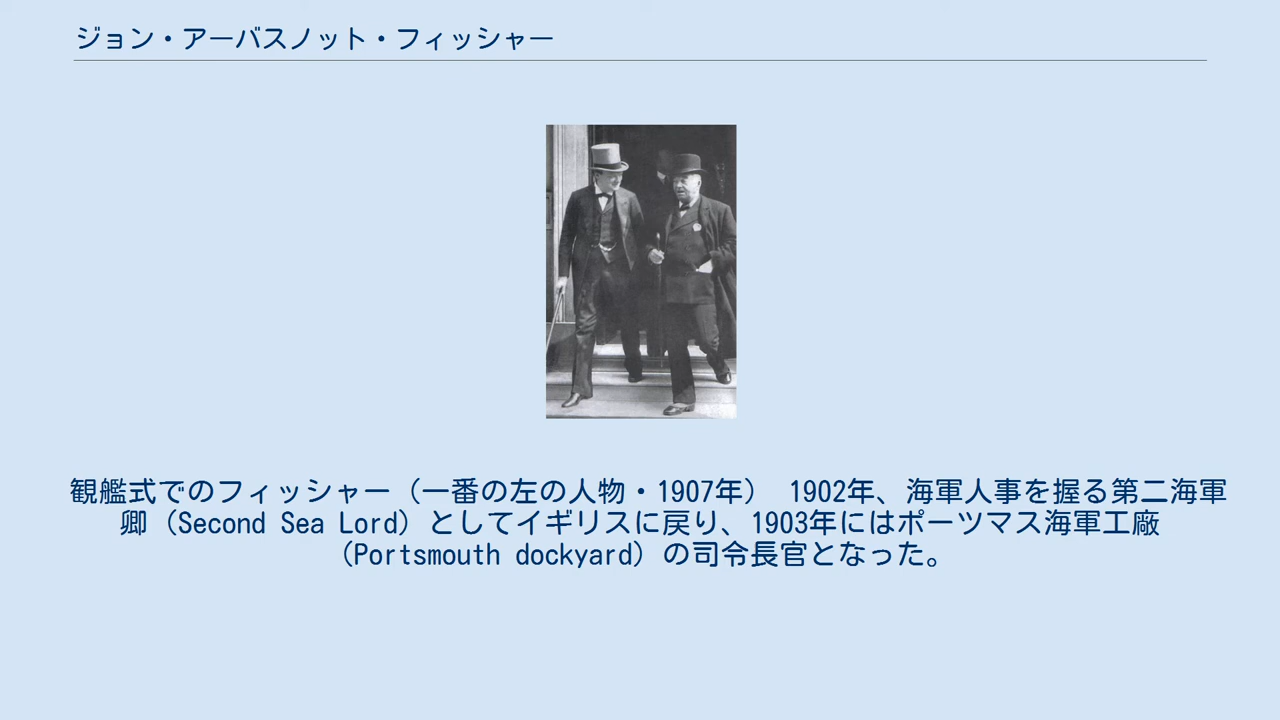 ジョン・アーバスノット・フィッシャー
観艦式でのフィッシャー（一番の左の人物・1907年） 1902年、海軍人事を握る第二海軍
卿（Second Sea Lord）としてイギリスに戻り、1903年にはポーツマス海軍工廠
（Portsmouth dockyard）の司令長官となった。